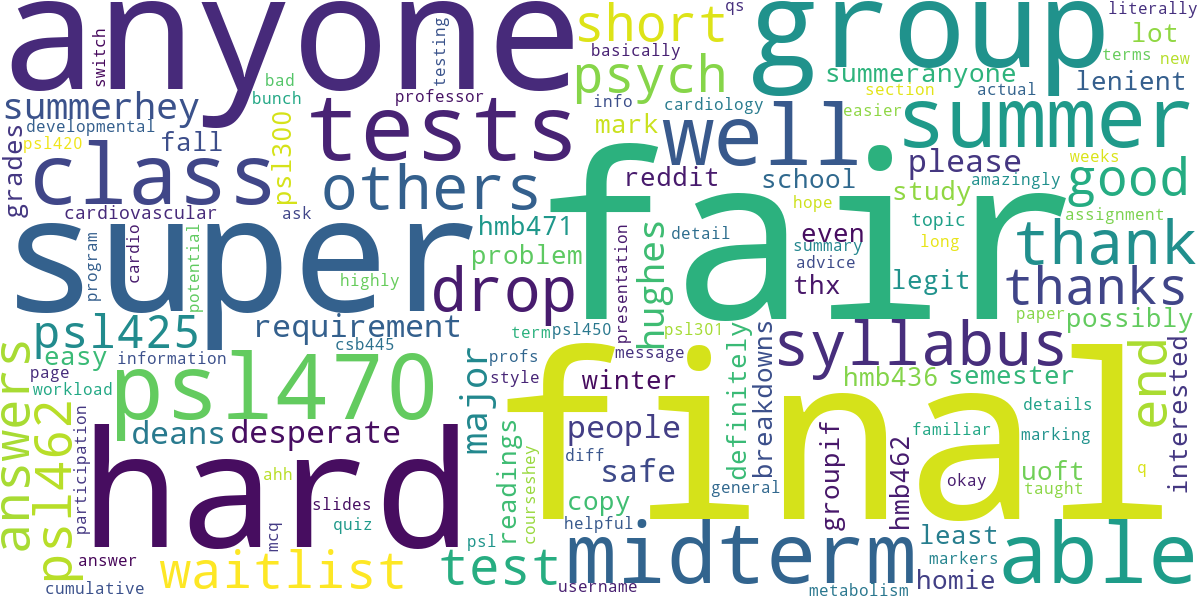 anyone
switch
testing
short
basically
qs
group
literally
lot
terms
new
summerhey
bad
bunch
professor
psych
info
cardiology
summeranyone
section
actual
lenient
easier
developmental
psl420
fall
psl300
tests
mark
well
summer
grades
class
others
reddit
school
please
study
amazingly
weeks
good
cardiovascular
ask
hmb471
hope
topic
assignment
super
fair
program
cardio
potential
highly
drop
problem
presentation
hughes
detail
even
summary
advice
thx
legit
long
thank
thanks
psl425
requirement
csb445
term
psl450
psl301
paper
possibly
easy
information
profs
message
syllabus
end
answers
page
workload
psl470
major
style
winter
definitely
breakdowns
hmb436
semester
details
interested
psl462
participation
deans
desperate
hard
final
people
safe
diff
general
groupif
hmb462
familiar
marking
okay
uoft
taught
q
ahh
slides
quiz
mcq
readings
courseshey
copy
helpful
answer
cumulative
waitlist
test
psl
midterm
username
metabolism
least
markers
homie
able